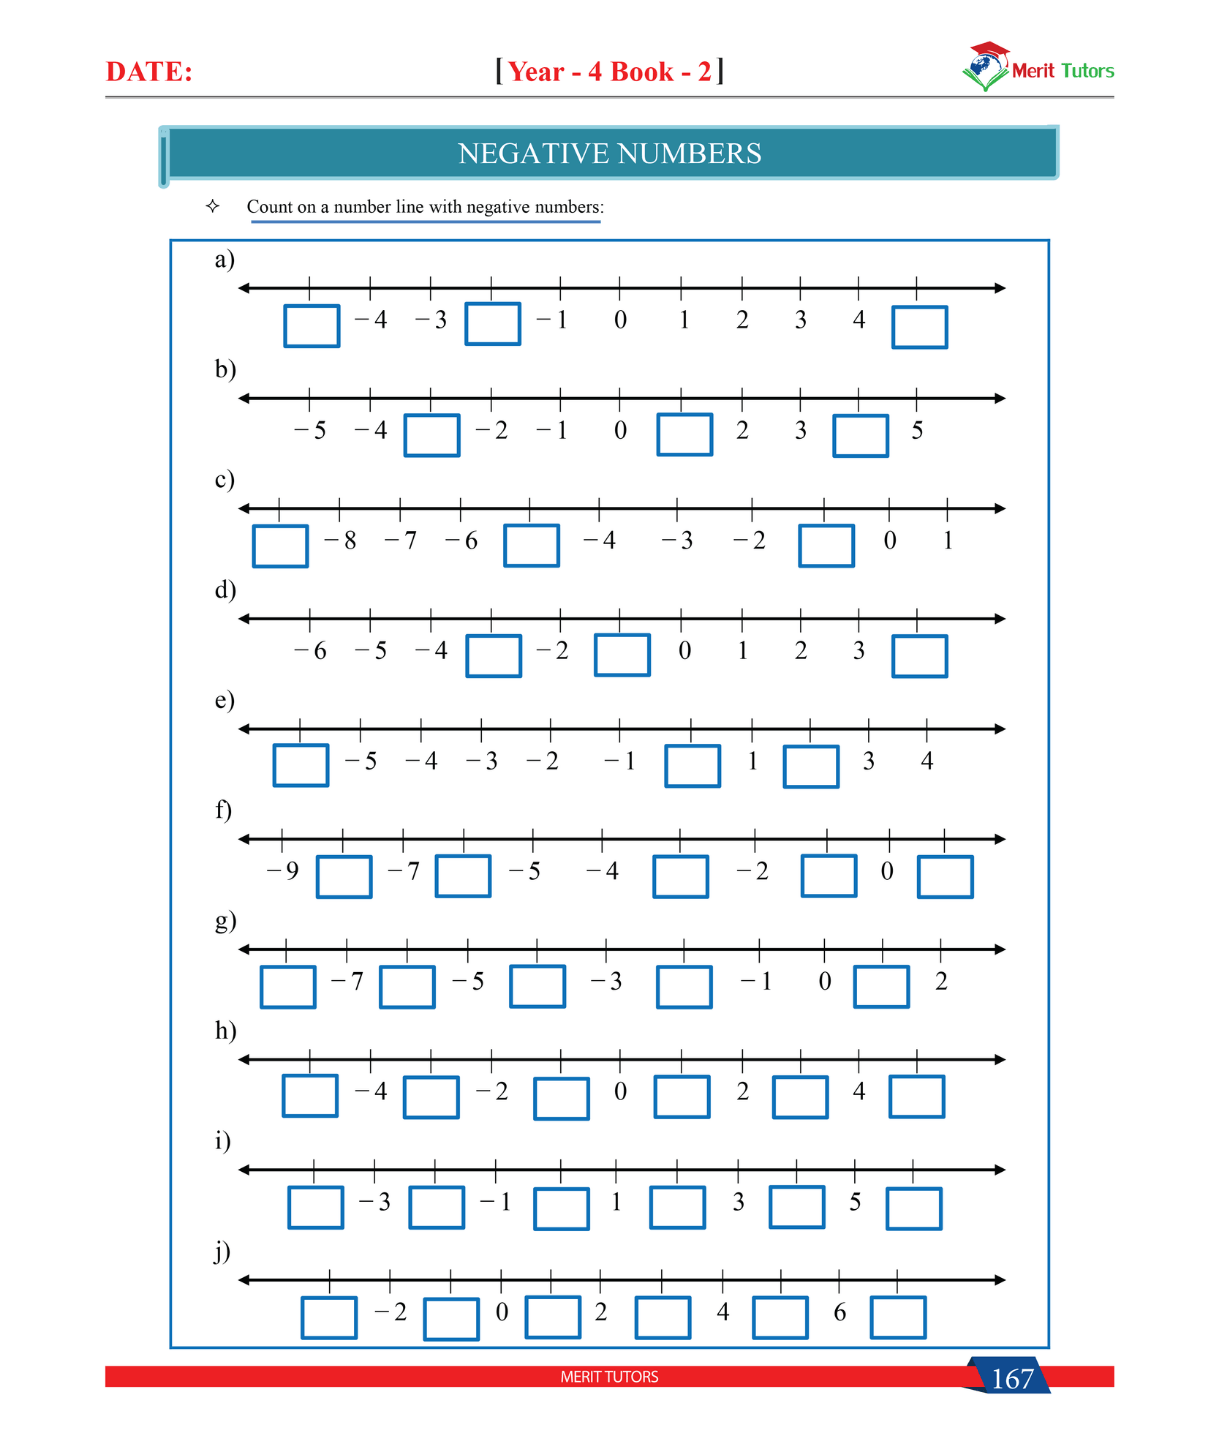 DATE: [ Year - 4 Book - 2 ] Merit Tutors
NEGATIVE NUMBERS
✧ Count on a number line with negative numbers:
a)
−4 −3 −1 0 1 2 3 4
b)
−5 −4 −2 −1 0 2 3 5
c)
−8 −7 −6 −4 −3 −2 0 1
d)
−6 −5 −4 −2 0 1 2 3
e)
−5 −4 −3 −2 −1 1 3 4
f)
−9 −7 −5 −4 −2 0
g)
−7 −5 −3 −1 0 2
h)
−4 −2 0 2 4
i)
−3 −1 1 3 5
j)
−2 0 2 4 6
MERIT TUTORS 167